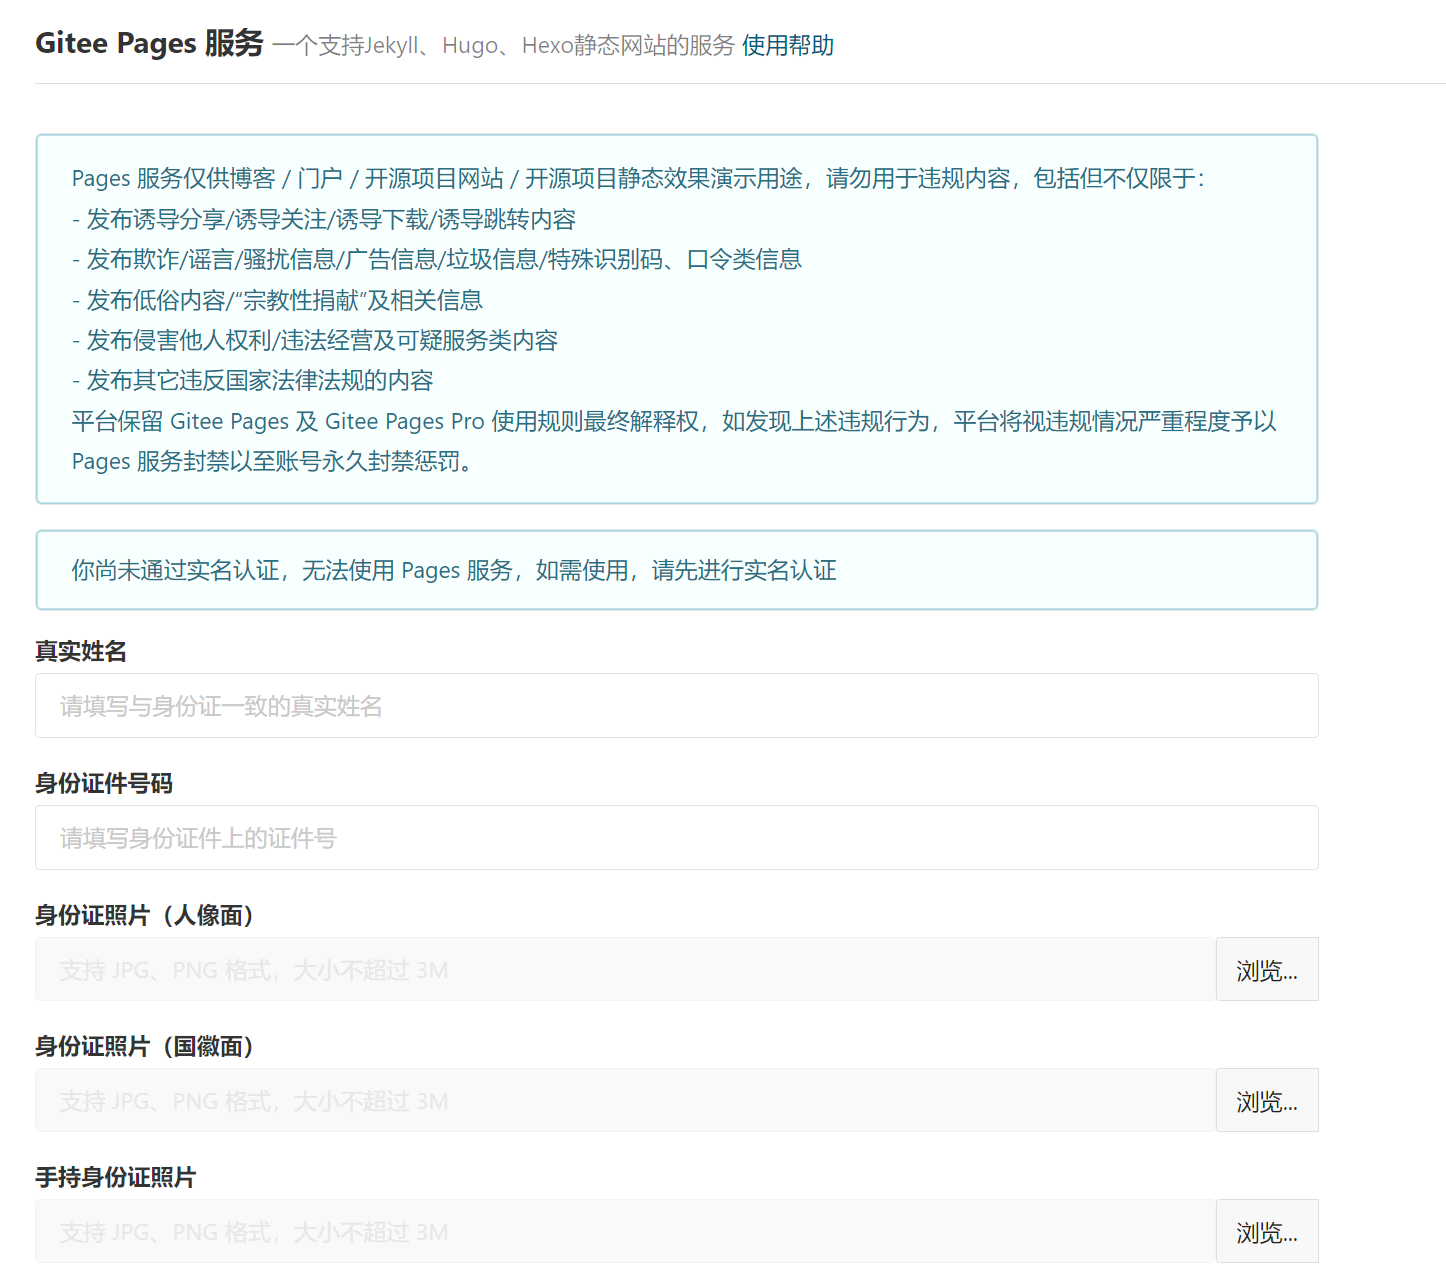 Gitee Pages 服务 一个支持Jekyll、Hugo、Hexo静态网站的服务 使用帮助
Pages 服务仅供博客 / 门户 / 开源项目网站 / 开源项目静态效果演示用途，请勿用于违规内容，包括但不仅限于：
- 发布诱导分享/诱导关注/诱导下载/诱导跳转内容
- 发布欺诈/谣言/骚扰信息/广告信息/垃圾信息/特殊识别码、口令类信息
- 发布低俗内容/“宗教性捐献”及相关信息
- 发布侵害他人权利/违法经营及可疑服务类内容
- 发布其它违反国家法律法规的内容
平台保留 Gitee Pages 及 Gitee Pages Pro 使用规则最终解释权，如发现上述违规行为，平台将视违规情况严重程度予以
Pages 服务封禁以至账号永久封禁惩罚。
你尚未通过实名认证，无法使用 Pages 服务，如需使用，请先进行实名认证
真实姓名
请填写与身份证一致的真实姓名
身份证件号码
请填写身份证件上的证件号
身份证照片（人像面）
支持 JPG、PNG 格式，大小不超过 3M 浏览...
身份证照片（国徽面）
支持 JPG、PNG 格式，大小不超过 3M 浏览...
手持身份证照片
支持 JPG、PNG 格式，大小不超过 3M 浏览...